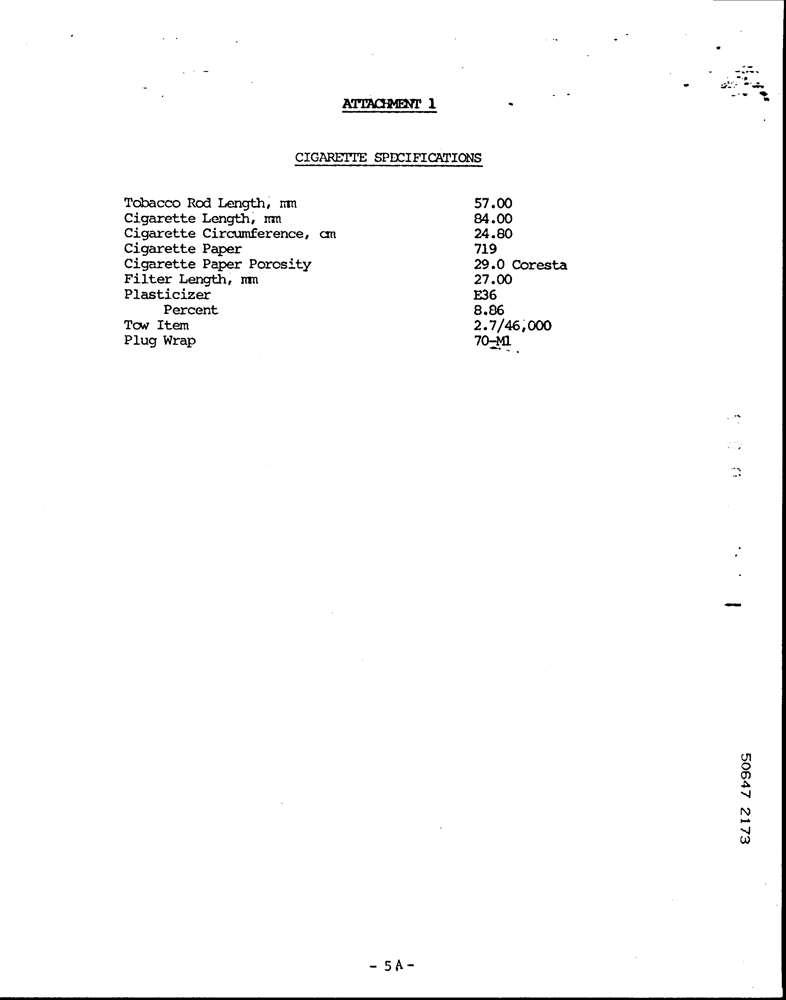 ATTACHMENT 1
CIGARETTE SPECIFICATIONS
Tobacco Rod Length, mm 57.00
Cigarette Length, mm 84.00
Cigarette Circumference, cm 24.80
Cigarette Paper 719
Cigarette Paper Porosity 29.0 Coresta
Filter Length, mm 27.00
Plasticizer E36
Percent 8.86
Tow Item 2.7/46,000
Plug Wrap 70-M1
50647 2173
- 5A -